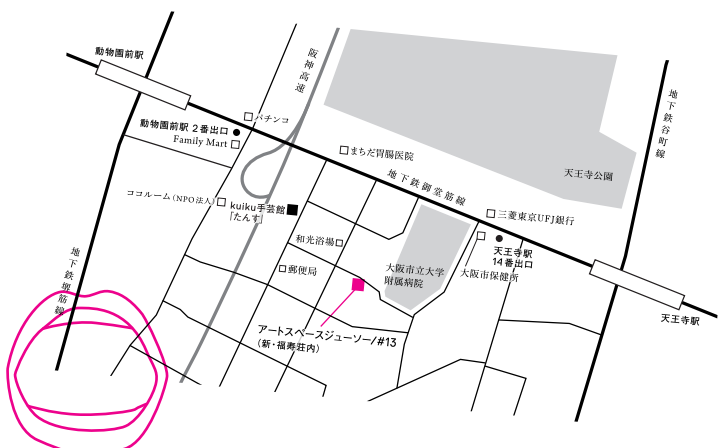 動物園前駅
阪神高速
地下鉄谷町線
パチンコ
動物園前駅 2番出口
Family Mart
まちだ胃腸医院
天王寺公園
地下鉄御堂筋線
ココルーム(NPO法人)
kuiku手芸館
「たんす」
三菱東京UFJ銀行
和光浴場
天王寺駅
14番出口
大阪市保健所
大阪市立大学
附属病院
郵便局
地下鉄堺筋線
天王寺駅
アートスペースジューソー/#13
(新・福寿荘内)